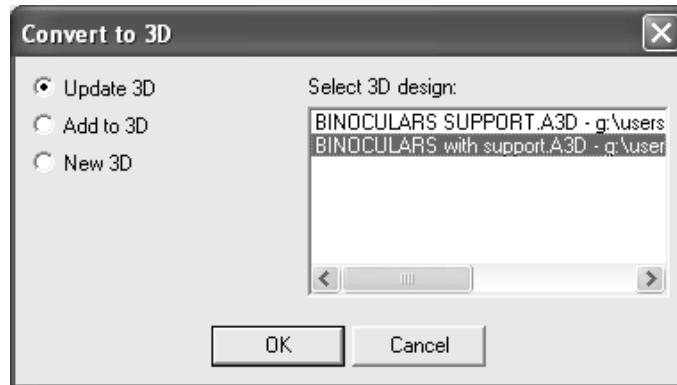 Convert to 3D
Update 3D
Add to 3D
New 3D
Select 3D design:
BINOCULARS SUPPORT.A3D - g:\users
BINOCULARS with support.A3D - g:\user
OK
Cancel